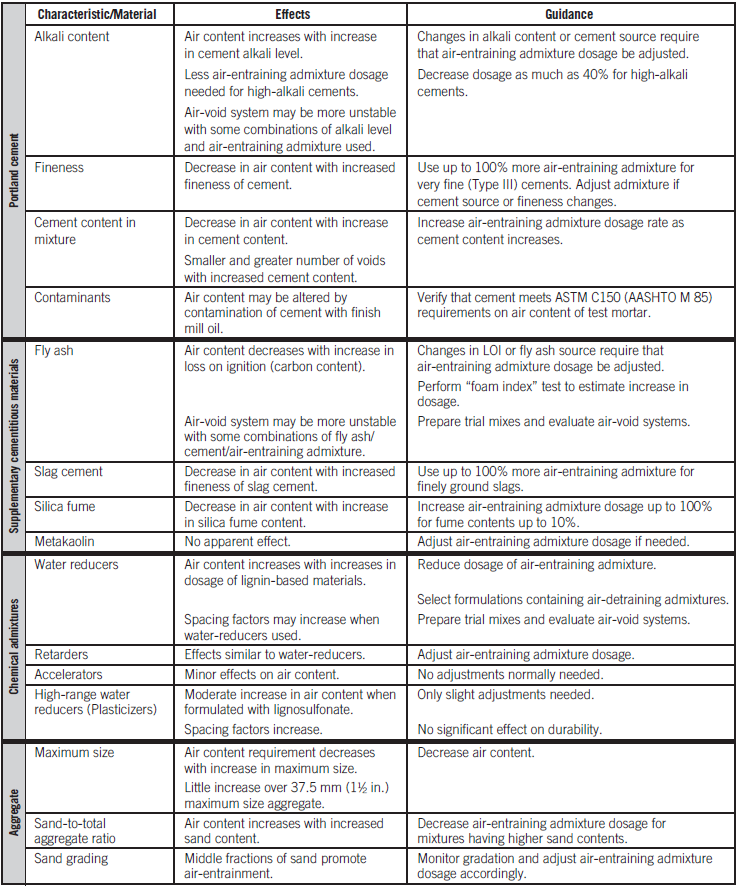 Characteristic/Material Effects Guidance
Portland cement
Alkali content
Air content increases with increase
in cement alkali level.
Less air-entraining admixture dosage
needed for high-alkali cements.
Air-void system may be more unstable
with some combinations of alkali level
and air-entraining admixture used.
Changes in alkali content or cement source require
that air-entraining admixture dosage be adjusted.
Decrease dosage as much as 40% for high-alkali
cements.
Fineness
Decrease in air content with increased
fineness of cement.
Use up to 100% more air-entraining admixture for
very fine (Type III) cements. Adjust admixture if
cement source or fineness changes.
Cement content in
mixture
Decrease in air content with increase
in cement content.
Smaller and greater number of voids
with increased cement content.
Increase air-entraining admixture dosage rate as
cement content increases.
Contaminants
Air content may be altered by
contamination of cement with finish
mill oil.
Verify that cement meets ASTM C150 (AASHTO M 85)
requirements on air content of test mortar.
Supplementary cementitious materials
Fly ash
Air content decreases with increase in
loss on ignition (carbon content).
Air-void system may be more unstable
with some combinations of fly ash/
cement/air-entraining admixture.
Changes in LOI or fly ash source require that
air-entraining admixture dosage be adjusted.
Perform “foam index” test to estimate increase in
dosage.
Prepare trial mixes and evaluate air-void systems.
Slag cement
Decrease in air content with increased
fineness of slag cement.
Use up to 100% more air-entraining admixture for
finely ground slags.
Silica fume
Decrease in air content with increase
in silica fume content.
Increase air-entraining admixture dosage up to 100%
for fume contents up to 10%.
Metakaolin
No apparent effect.
Adjust air-entraining admixture dosage if needed.
Chemical admixtures
Water reducers
Air content increases with increases in
dosage of lignin-based materials.
Spacing factors may increase when
water-reducers used.
Reduce dosage of air-entraining admixture.
Select formulations containing air-detraining admixtures.
Prepare trial mixes and evaluate air-void systems.
Retarders
Effects similar to water-reducers.
Adjust air-entraining admixture dosage.
Accelerators
Minor effects on air content.
No adjustments normally needed.
High-range water
reducers (Plasticizers)
Moderate increase in air content when
formulated with lignosulfonate.
Spacing factors increase.
Only slight adjustments needed.
No significant effect on durability.
Aggregate
Maximum size
Air content requirement decreases
with increase in maximum size.
Little increase over 37.5 mm (1½ in.)
maximum size aggregate.
Decrease air content.
Sand-to-total
aggregate ratio
Air content increases with increased
sand content.
Decrease air-entraining admixture dosage for
mixtures having higher sand contents.
Sand grading
Middle fractions of sand promote
air-entrainment.
Monitor gradation and adjust air-entraining admixture
dosage accordingly.